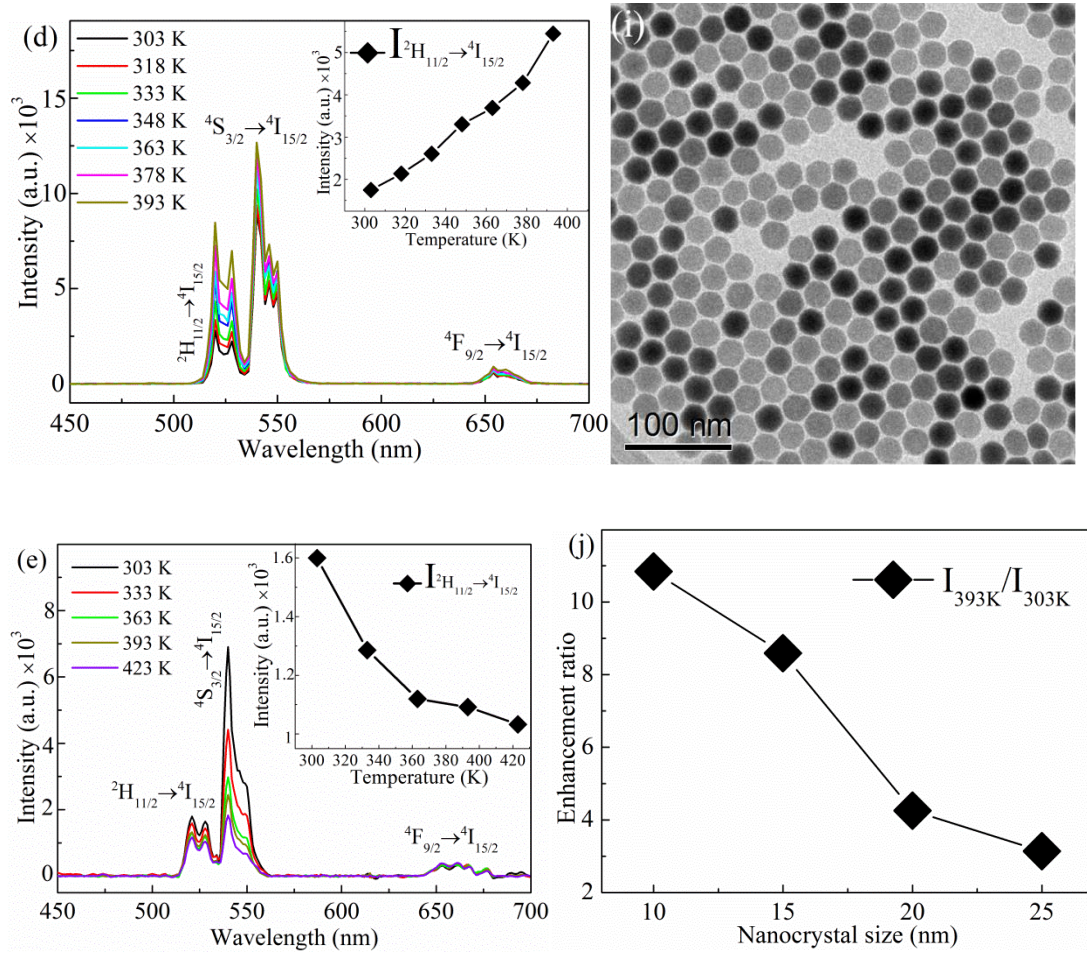 (d)
303 K
318 K
333 K
348 K
363 K
378 K
393 K
15
10
5
0
Intensity (a.u.) ×10³
450 500 550 600 650 700
Wavelength (nm)
²H₁₁/₂→⁴I₁₅/₂
⁴S₃/₂→⁴I₁₅/₂
⁴F₉/₂→⁴I₁₅/₂
I ²H₁₁/₂→⁴I₁₅/₂
5
4
3
2
Intensity (a.u.) ×10³
300 320 340 360 380 400
Temperature (K)
(i)
100 nm
(e)
303 K
333 K
363 K
393 K
423 K
8
6
4
2
0
Intensity (a.u.) ×10³
450 500 550 600 650 700
Wavelength (nm)
²H₁₁/₂→⁴I₁₅/₂
⁴S₃/₂→⁴I₁₅/₂
⁴F₉/₂→⁴I₁₅/₂
I ²H₁₁/₂→⁴I₁₅/₂
1.6
1.4
1.2
1
Intensity (a.u.) ×10³
300 320 340 360 380 400 420
Temperature (K)
(j)
I₃₉₃K/I₃₀₃K
10
8
6
4
2
Enhancement ratio
10 15 20 25
Nanocrystal size (nm)